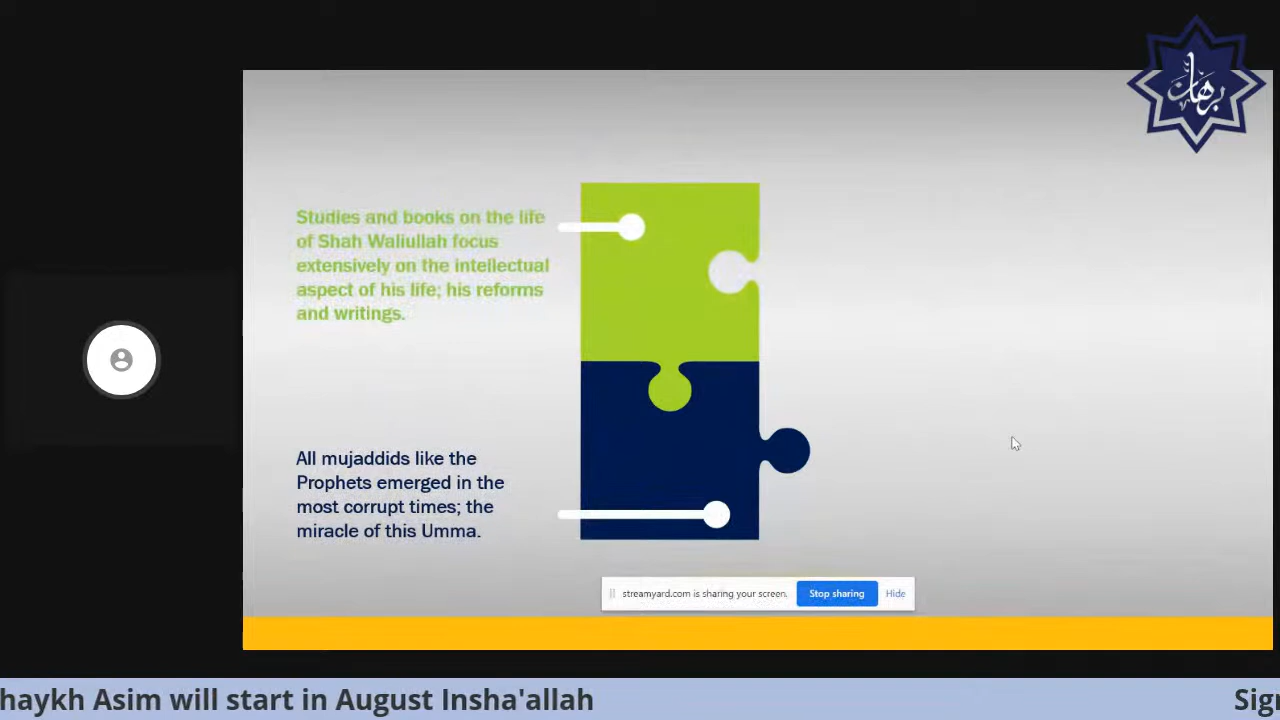 برهان
Studies and books on the life
of Shah Waliullah focus
extensively on the intellectual
aspect of his life; his reforms
and writings.
All mujaddids like the
Prophets emerged in the
most corrupt times; the
miracle of this Umma.
streamyard.com is sharing your screen.
Stop sharing
Hide
haykh Asim will start in August Insha'allah
Sign